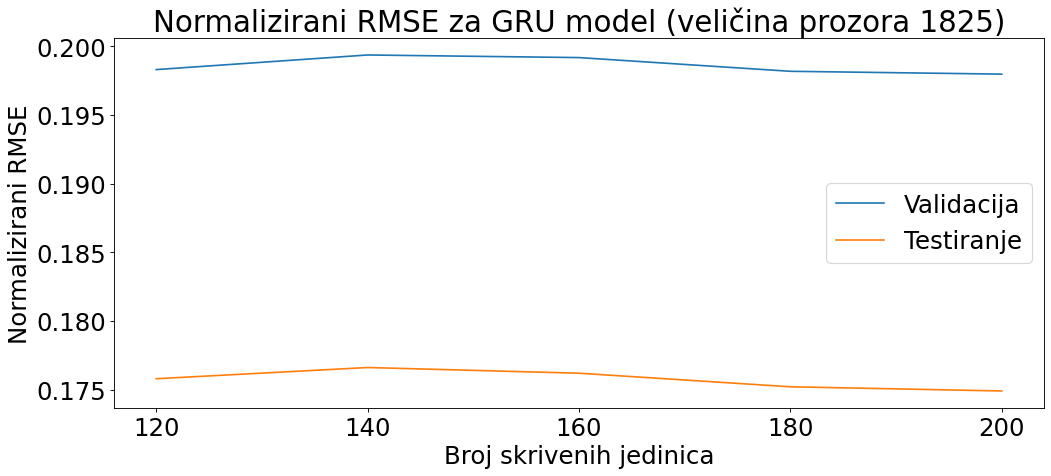 Normalizirani RMSE za GRU model (veličina prozora 1825)
0.200
0.195
0.190
0.185
0.180
0.175
Normalizirani RMSE
Validacija
Testiranje
120 140 160 180 200
Broj skrivenih jedinica